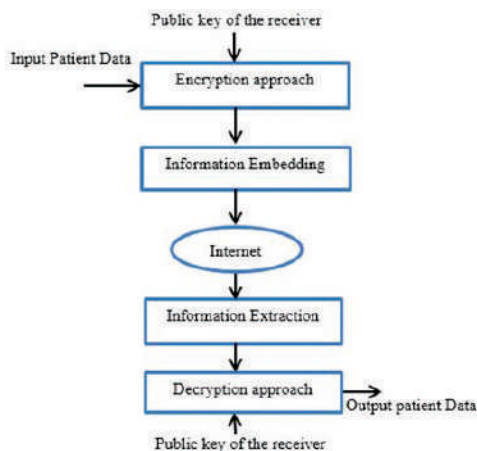 Public key of the receiver
Input Patient Data
Encryption approach
Information Embedding
Internet
Information Extraction
Decryption approach
Output patient Data
Public key of the receiver